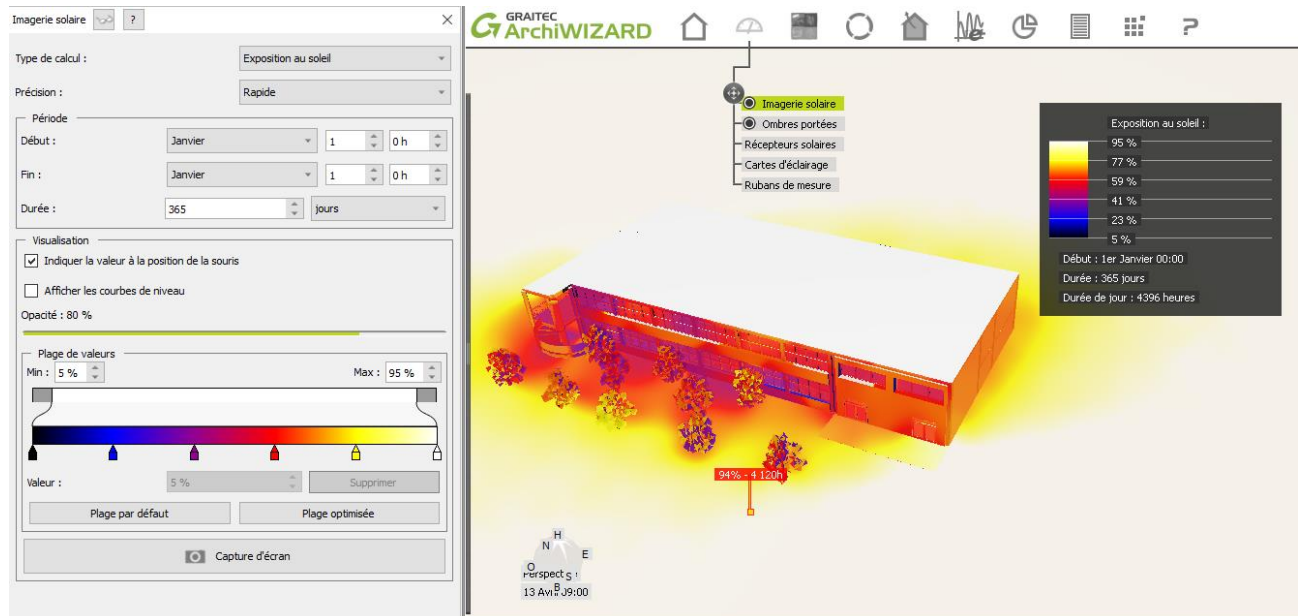 Imagerie solaire ?
Type de calcul : Exposition au soleil
Précision : Rapide
Période
Début : Janvier 1 0 h
Fin : Janvier 1 0 h
Durée : 365 jours
Visualisation
Indiquer la valeur à la position de la souris
Afficher les courbes de niveau
Opacité : 80 %
Plage de valeurs
Min : 5 % Max : 95 %
Valeur : 5 % Supprimer
Plage par défaut Plage optimisée
Capture d'écran
GRAITEC
ArchiWIZARD
?
Imagerie solaire
Ombres portées
Récepteurs solaires
Cartes d'éclairage
Rubans de mesure
Exposition au soleil :
95 %
77 %
59 %
41 %
23 %
5 %
Début : 1er Janvier 00:00
Durée : 365 jours
Durée de jour : 4396 heures
94% - 4 120h
H
N
E
O
S
B
13